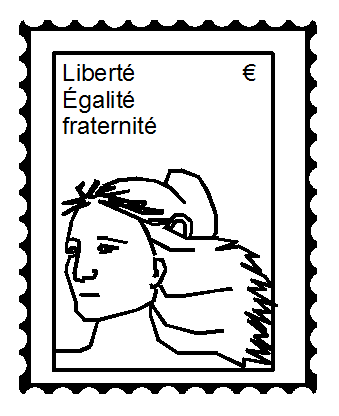 Liberté €
Égalité
fraternité